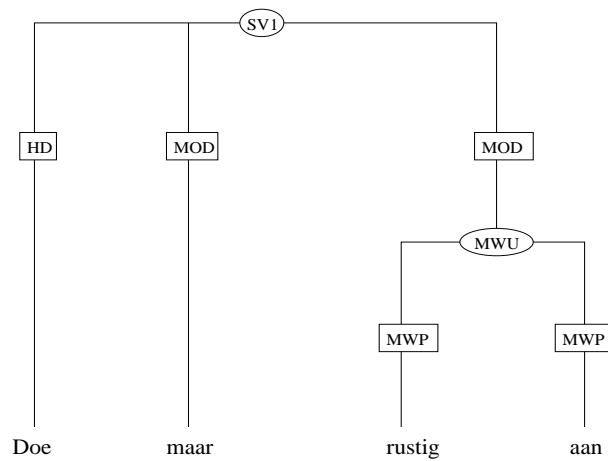 SV1
HD MOD MOD
MWU
MWP MWP
Doe maar rustig aan